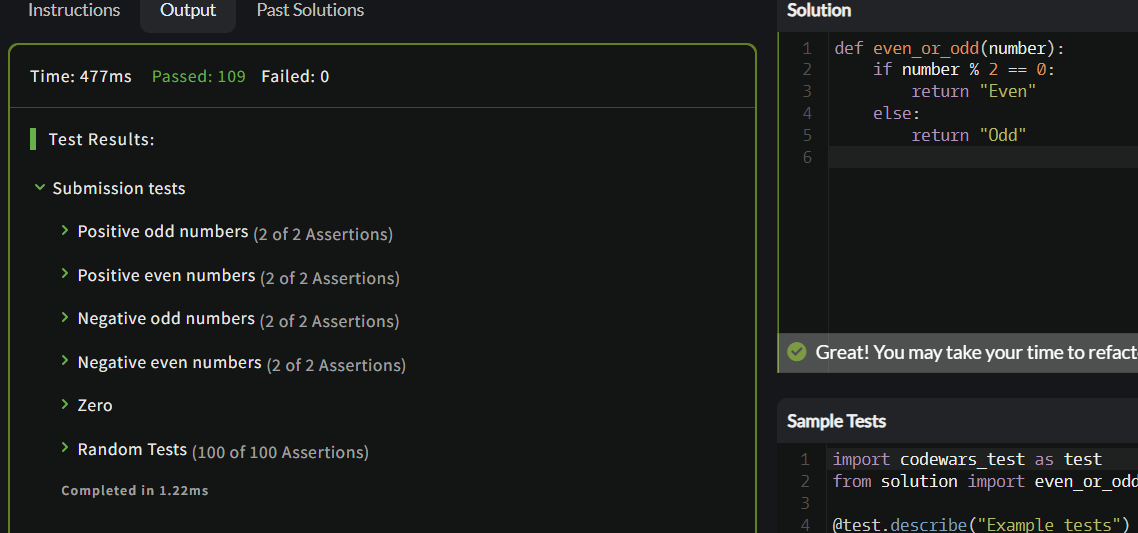 Instructions Output Past Solutions
Time: 477ms Passed: 109 Failed: 0
Test Results:
Submission tests
Positive odd numbers (2 of 2 Assertions)
Positive even numbers (2 of 2 Assertions)
Negative odd numbers (2 of 2 Assertions)
Negative even numbers (2 of 2 Assertions)
Zero
Random Tests (100 of 100 Assertions)
Completed in 1.22ms
Solution
1 def even_or_odd(number):
2     if number % 2 == 0:
3         return "Even"
4     else:
5         return "Odd"
6
Great! You may take your time to refact
Sample Tests
1 import codewars_test as test
2 from solution import even_or_odd
3
4 @test.describe("Example tests")